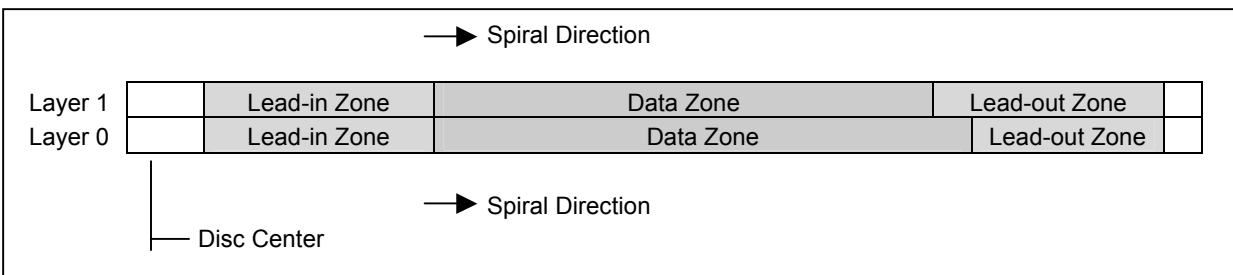 Spiral Direction
Layer 1 Lead-in Zone Data Zone Lead-out Zone
Layer 0 Lead-in Zone Data Zone Lead-out Zone
Spiral Direction
Disc Center